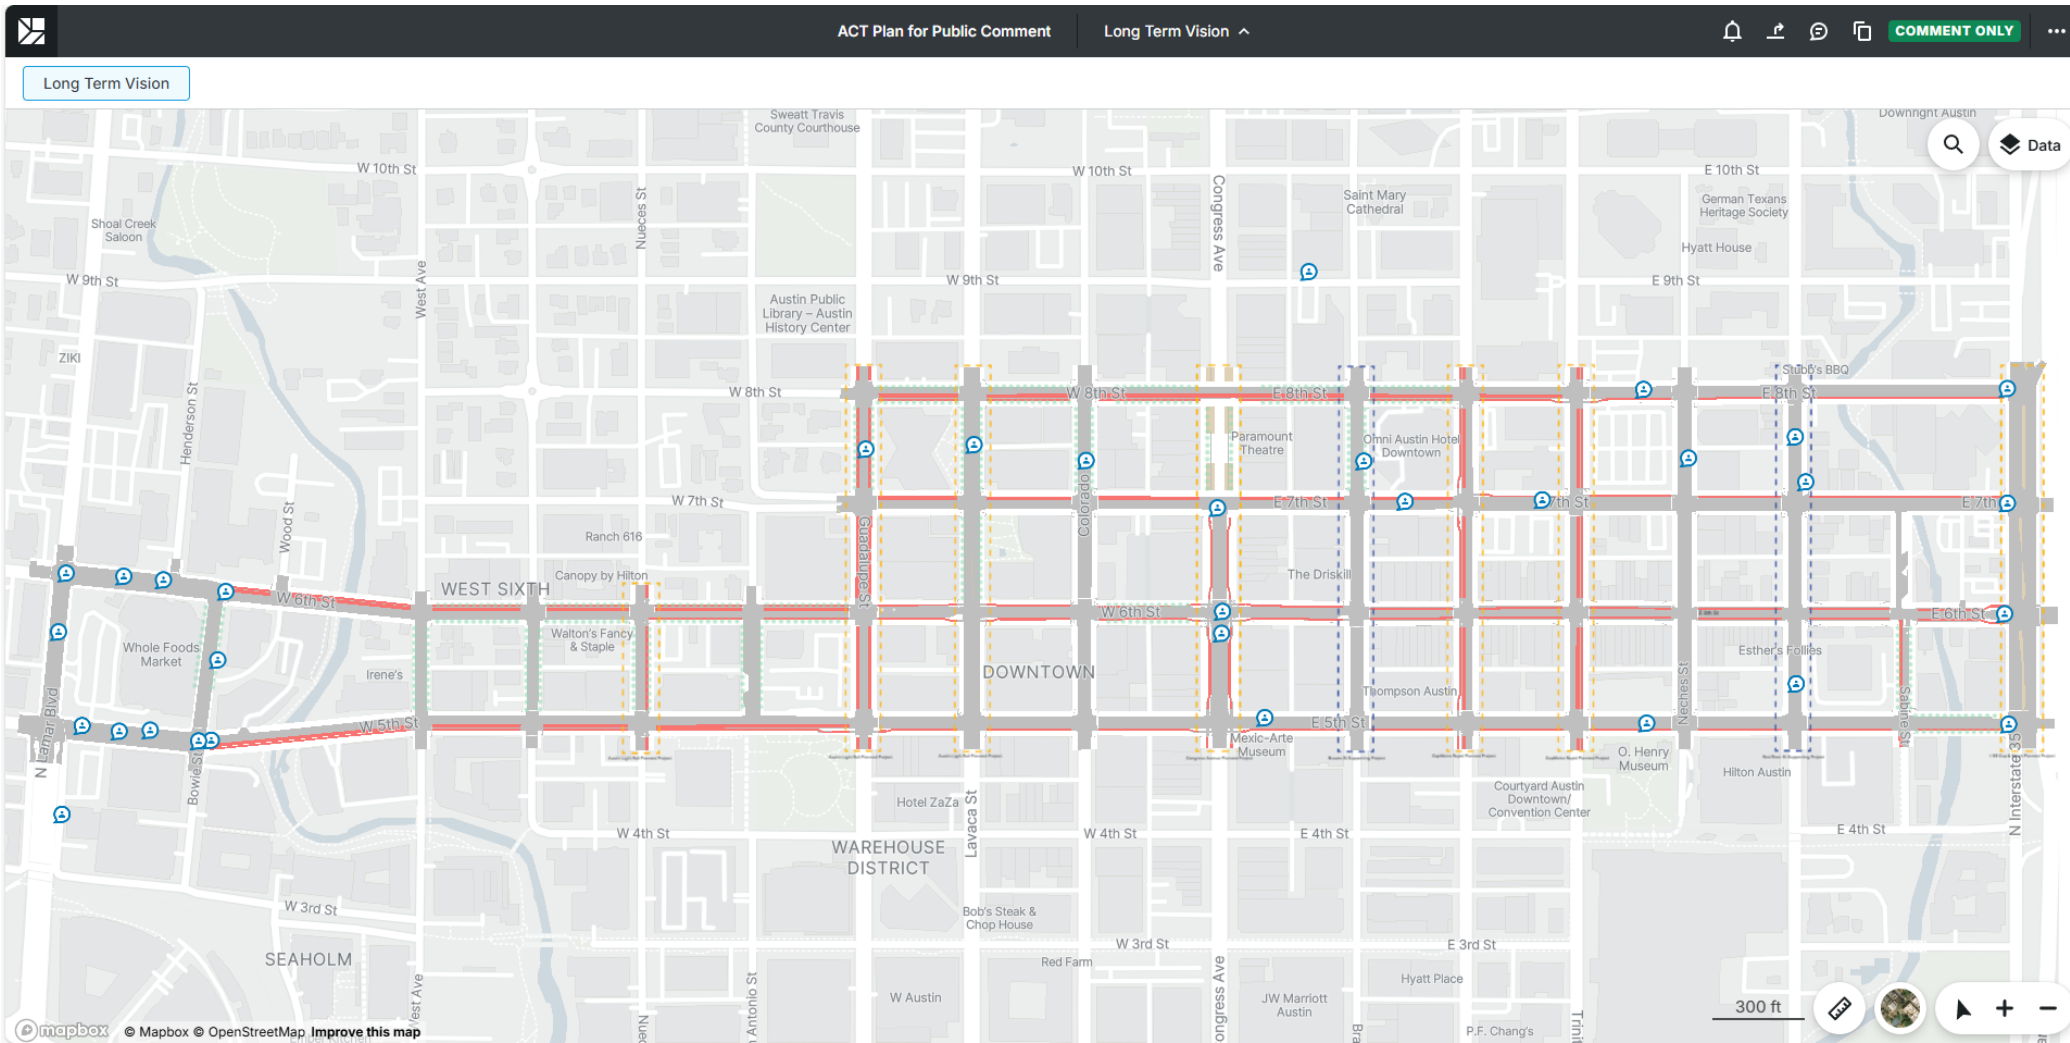 ACT Plan for Public Comment
Long Term Vision
COMMENT ONLY
Long Term Vision
Sweatt Travis
County Courthouse
Downright Austin
Data
W 10th St
W 10th St
E 10th St
Nueces St
Congress Ave
Saint Mary
Cathedral
German Texans
Heritage Society
Shoal Creek
Saloon
Hyatt House
W 9th St
West Ave
W 9th St
E 9th St
Austin Public
Library – Austin
History Center
ZIKI
Henderson St
W 8th St
W 8th St
E 8th St
E 8th St
Stubb's BBQ
Paramount
Theatre
Omni Austin Hotel
Downtown
W 7th St
Colorado
E 7th St
7th St
E 7th
Wood St
Ranch 616
Guadalupe St
Canopy by Hilton
The Driskill
WEST SIXTH
W 6th St
W 6th St
E 6th St
Walton's Fancy
& Staple
Whole Foods
Market
Irene's
DOWNTOWN
Esther's Follies
Thompson Austin
Neches St
Sabine St
N Lamar Blvd
W 5th St
E 5th St
Mexic-Arte
Museum
O. Henry
Museum
Hilton Austin
Bowie St
N Interstate 35
Hotel ZaZa
Lavaca St
Courtyard Austin
Downtown/
Convention Center
W 4th St
W 4th St
E 4th St
E 4th St
WAREHOUSE
DISTRICT
W 3rd St
Bob's Steak &
Chop House
W 3rd St
E 3rd St
SEAHOLM
Red Farm
Hyatt Place
West Ave
Antonio St
W Austin
ongress Ave
JW Marriott
Austin
P.F. Chang's
Nuec
Bra
Trinit
300 ft
mapbox
© Mapbox © OpenStreetMap Improve this map